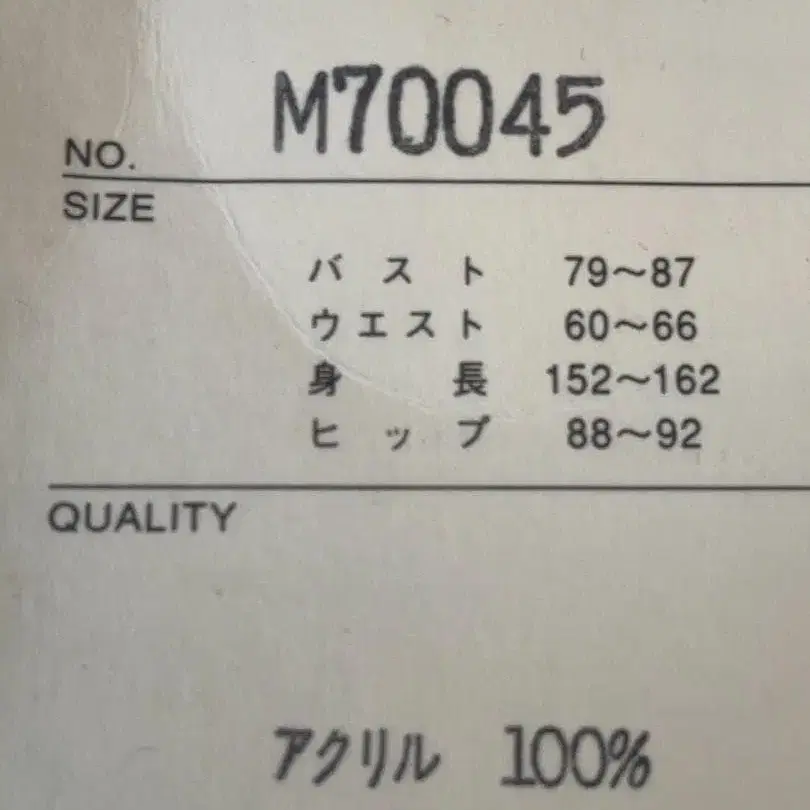 NO. M70045
SIZE
バスト 79～87
ウエスト 60～66
身長 152～162
ヒップ 88～92
QUALITY
アクリル 100%